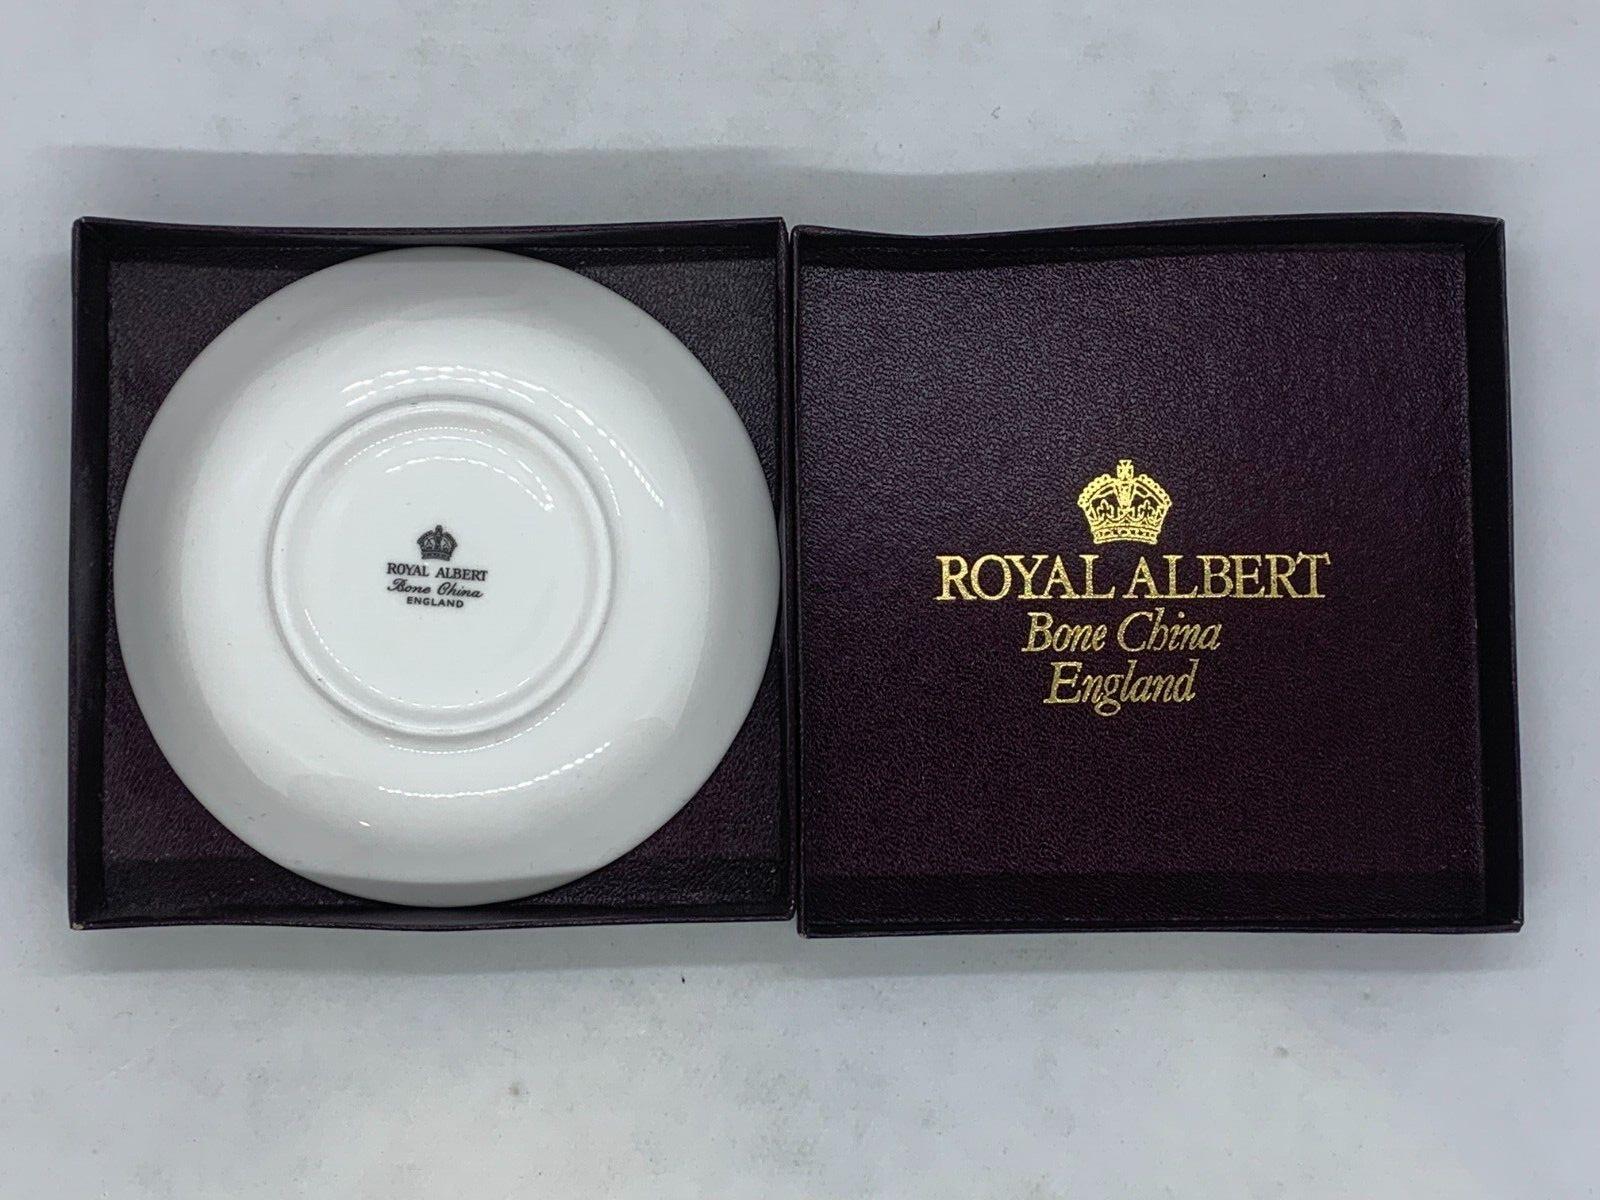 ROYAL ALBERT
Bone China
ENGLAND
ROYAL ALBERT
Bone China
England